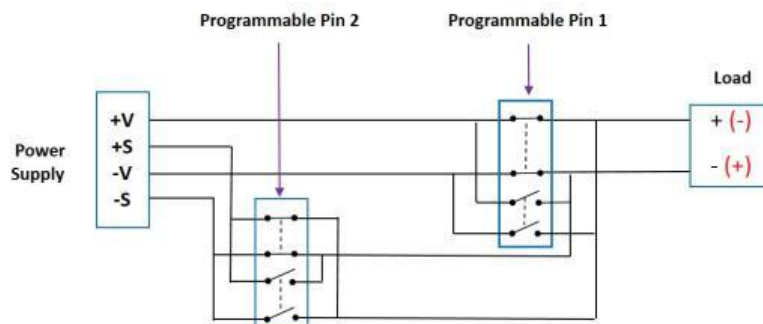 Programmable Pin 2
Programmable Pin 1
Load
Power
Supply
+V
+S
-V
-S
+ (-)
- (+)